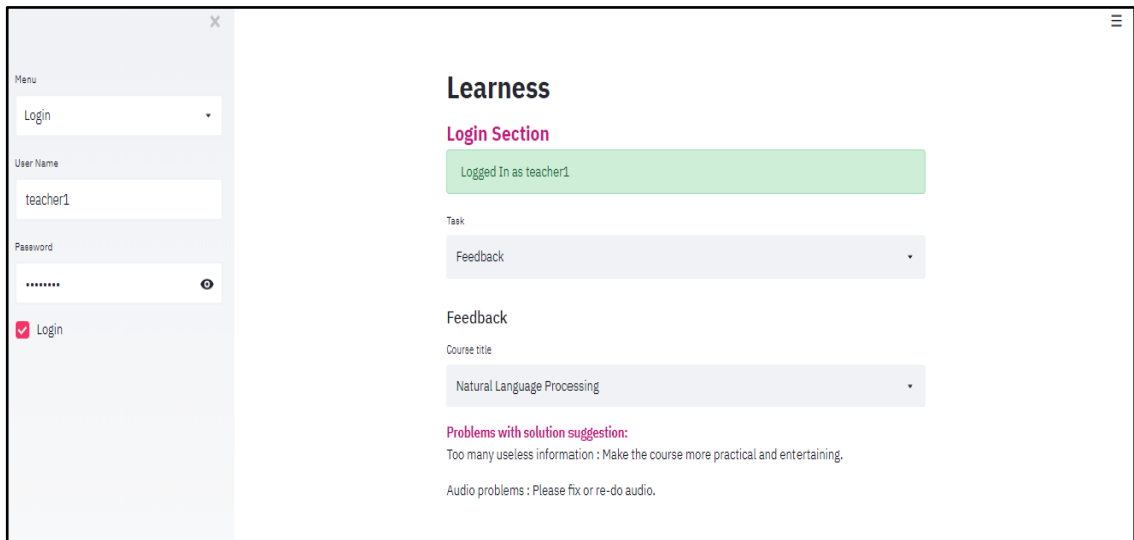 Menu
Login
User Name
teacher1
Password
Login
Learness
Login Section
Logged In as teacher1
Task
Feedback
Feedback
Course title
Natural Language Processing
Problems with solution suggestion:
Too many useless information : Make the course more practical and entertaining.
Audio problems : Please fix or re-do audio.